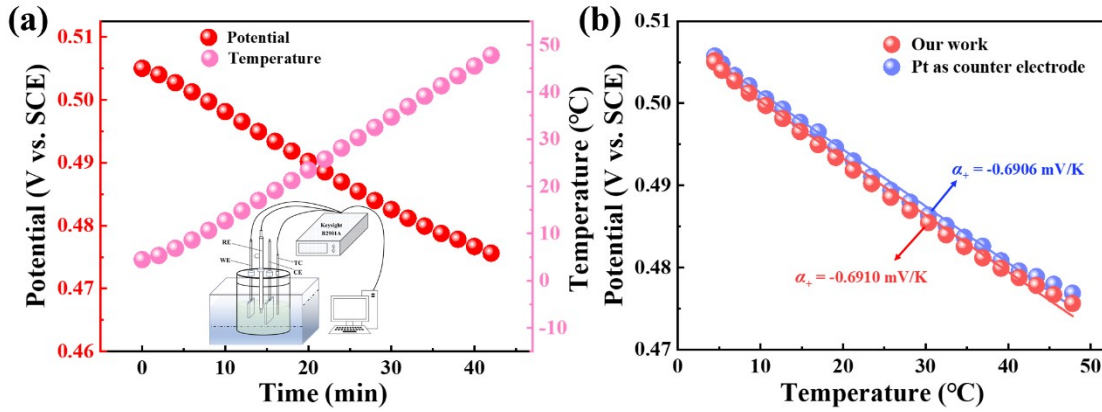 (a)
Potential
Temperature
0.51
0.50
0.49
0.48
0.47
0.46
Potential (V vs. SCE)
50
40
30
20
10
0
-10
Temperature (℃)
Keysight
B2901A
RE
WE
TC
CE
0
10
20
30
40
Time (min)
(b)
Our work
Pt as counter electrode
0.51
0.50
0.49
0.48
0.47
Potential (V vs. SCE)
α+ = -0.6906 mV/K
α+ = -0.6910 mV/K
0
10
20
30
40
50
Temperature (℃)